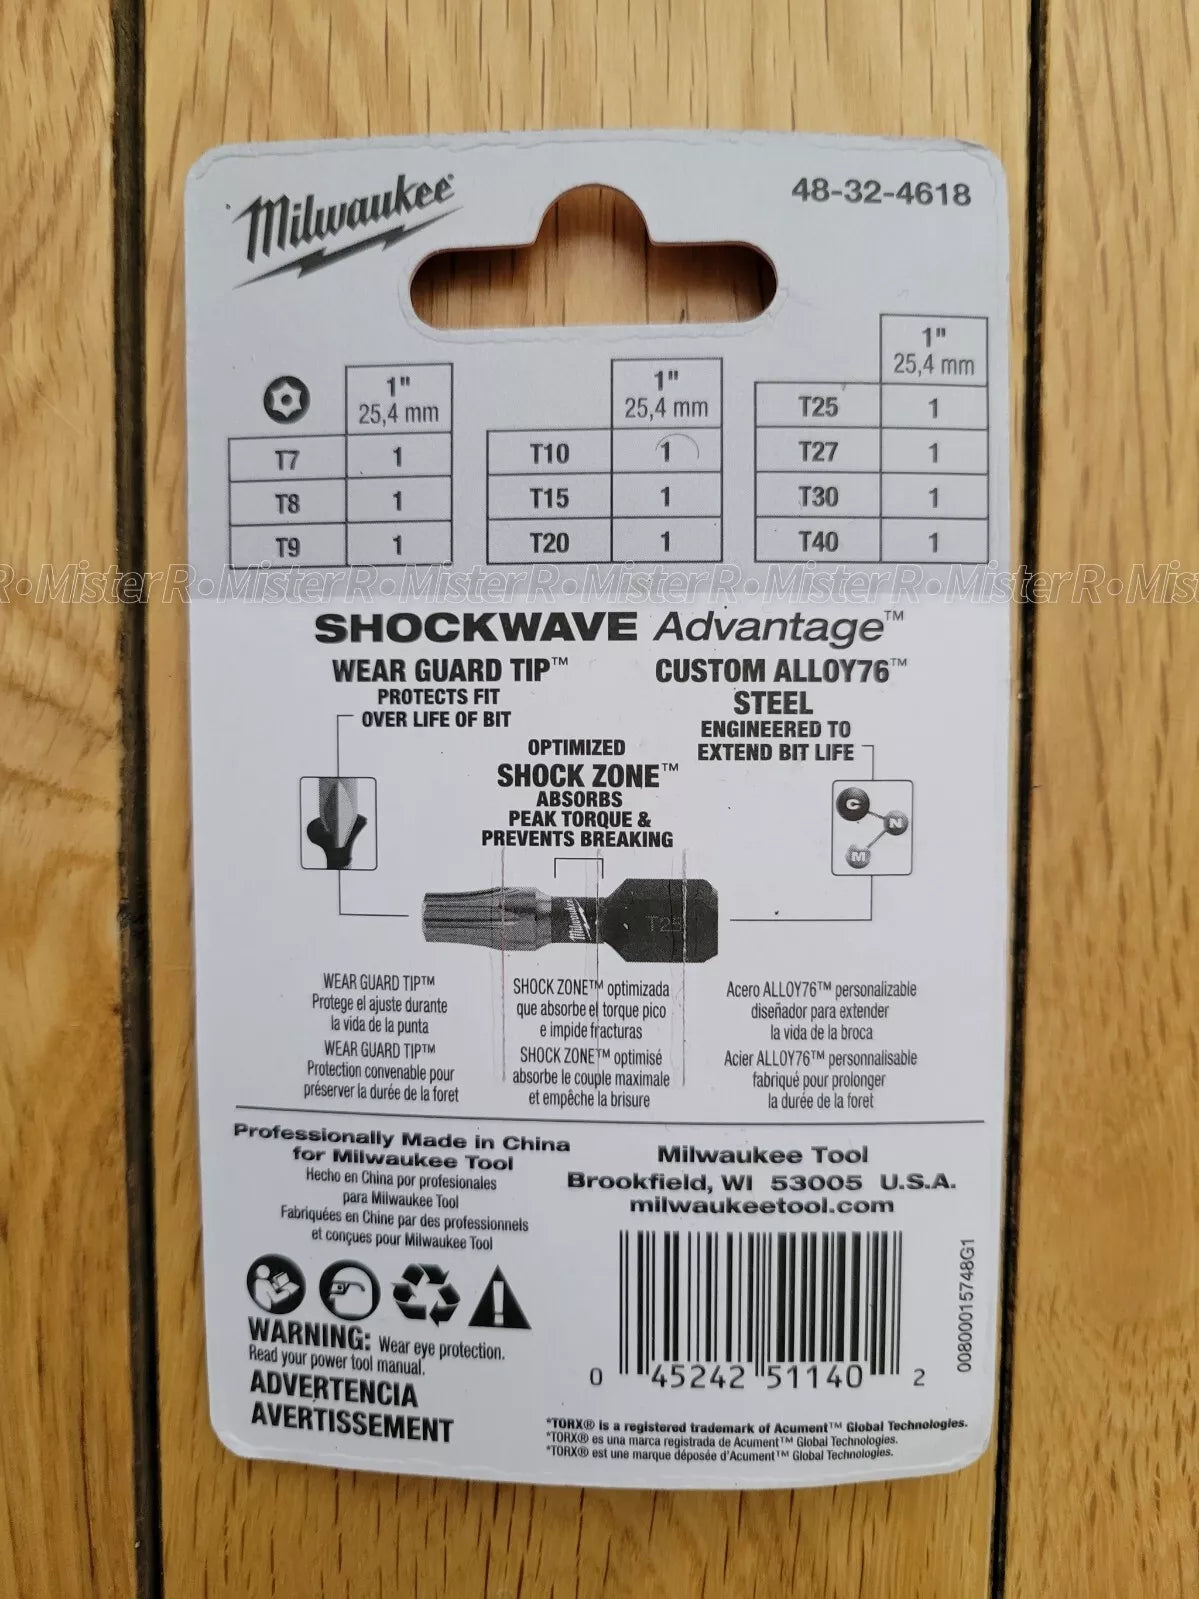 Milwaukee
48-32-4618
1"
25,4 mm
T7 1
T8 1
T9 1
1"
25,4 mm
T10 1
T15 1
T20 1
1"
25,4 mm
T25 1
T27 1
T30 1
T40 1
R•MisterR•MisterR•MisterR•MisterR•MisterR•MisterR•Mis
SHOCKWAVE Advantage™
WEAR GUARD TIP™
PROTECTS FIT
OVER LIFE OF BIT
OPTIMIZED
SHOCK ZONE™
ABSORBS
PEAK TORQUE &
PREVENTS BREAKING
CUSTOM ALLOY76™
STEEL
ENGINEERED TO
EXTEND BIT LIFE
C
N
M
Milwaukee
T25
WEAR GUARD TIP™
Protege el ajuste durante
la vida de la punta
WEAR GUARD TIP™
Protection convenable pour
préserver la durée de la foret
SHOCK ZONE™ optimizada
que absorbe el torque pico
e impide fracturas
SHOCK ZONE™ optimisé
absorbe le couple maximale
et empêche la brisure
Acero ALLOY76™ personalizable
diseñador para extender
la vida de la broca
Acier ALLOY76™ personnalisable
fabriqué pour prolonger
la durée de la foret
Professionally Made in China
for Milwaukee Tool
Hecho en China por profesionales
para Milwaukee Tool
Fabriquées en Chine par des professionnels
et conçues pour Milwaukee Tool
WARNING: Wear eye protection.
Read your power tool manual.
ADVERTENCIA
AVERTISSEMENT
Milwaukee Tool
Brookfield, WI 53005 U.S.A.
milwaukeetool.com
0 45242 51140 2
00800015748G1
*TORX® is a registered trademark of Acument™ Global Technologies.
*TORX® es una marca registrada de Acument™ Global Technologies.
*TORX® est une marque déposée d'Acument™ Global Technologies.